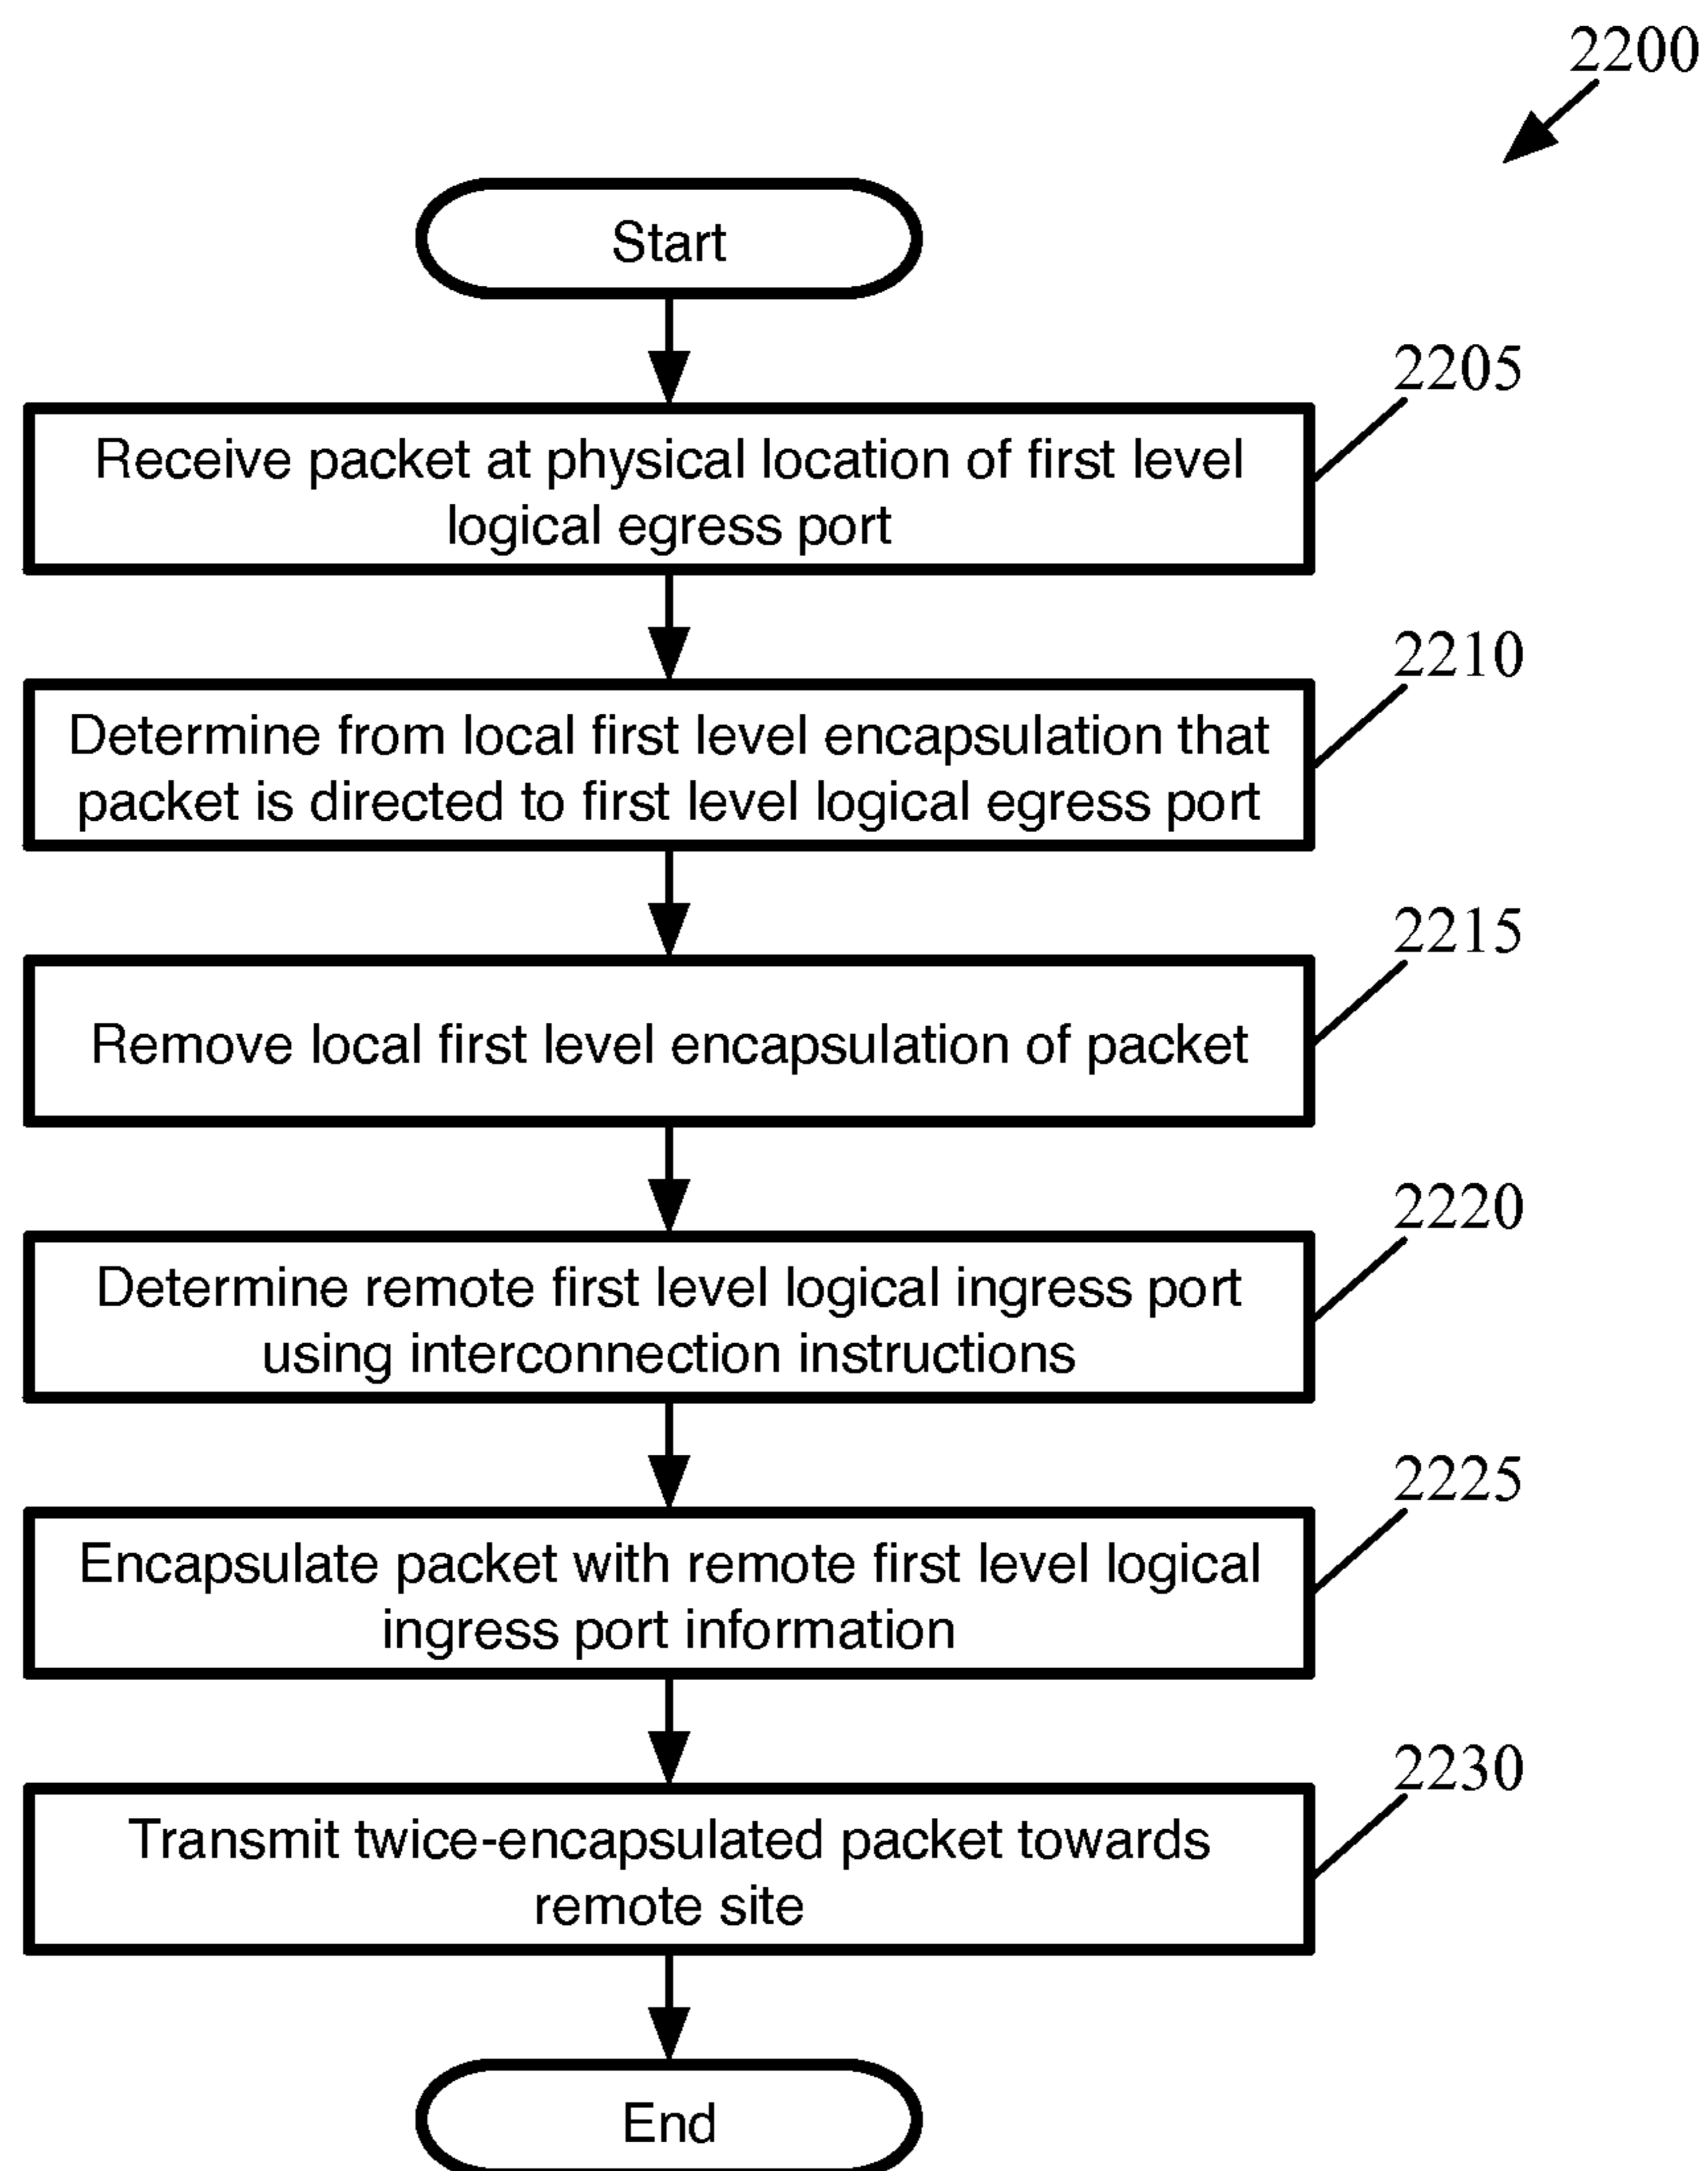 2200
Start
2205
Receive packet at physical location of first level
logical egress port
2210
Determine from local first level encapsulation that
packet is directed to first level logical egress port
2215
Remove local first level encapsulation of packet
2220
Determine remote first level logical ingress port
using interconnection instructions
2225
Encapsulate packet with remote first level logical
ingress port information
2230
Transmit twice-encapsulated packet towards
remote site
End